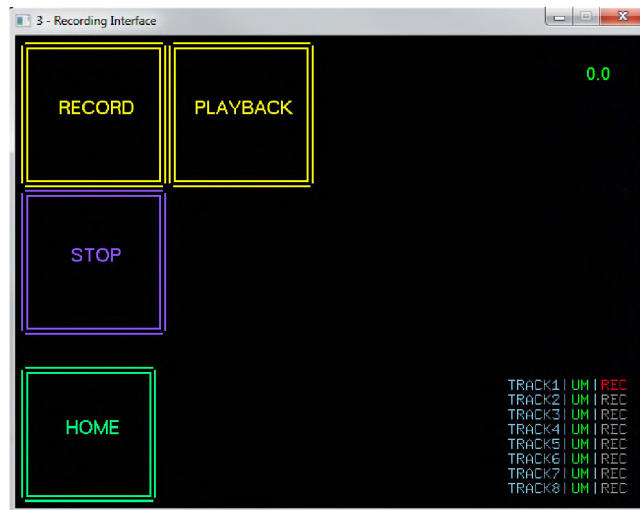 3 - Recording Interface
0.0
RECORD PLAYBACK
STOP
TRACK1|UM|REC
TRACK2|UM|REC
TRACK3|UM|REC
TRACK4|UM|REC
HOME
TRACK5|UM|REC
TRACK6|UM|REC
TRACK7|UM|REC
TRACK8|UM|REC